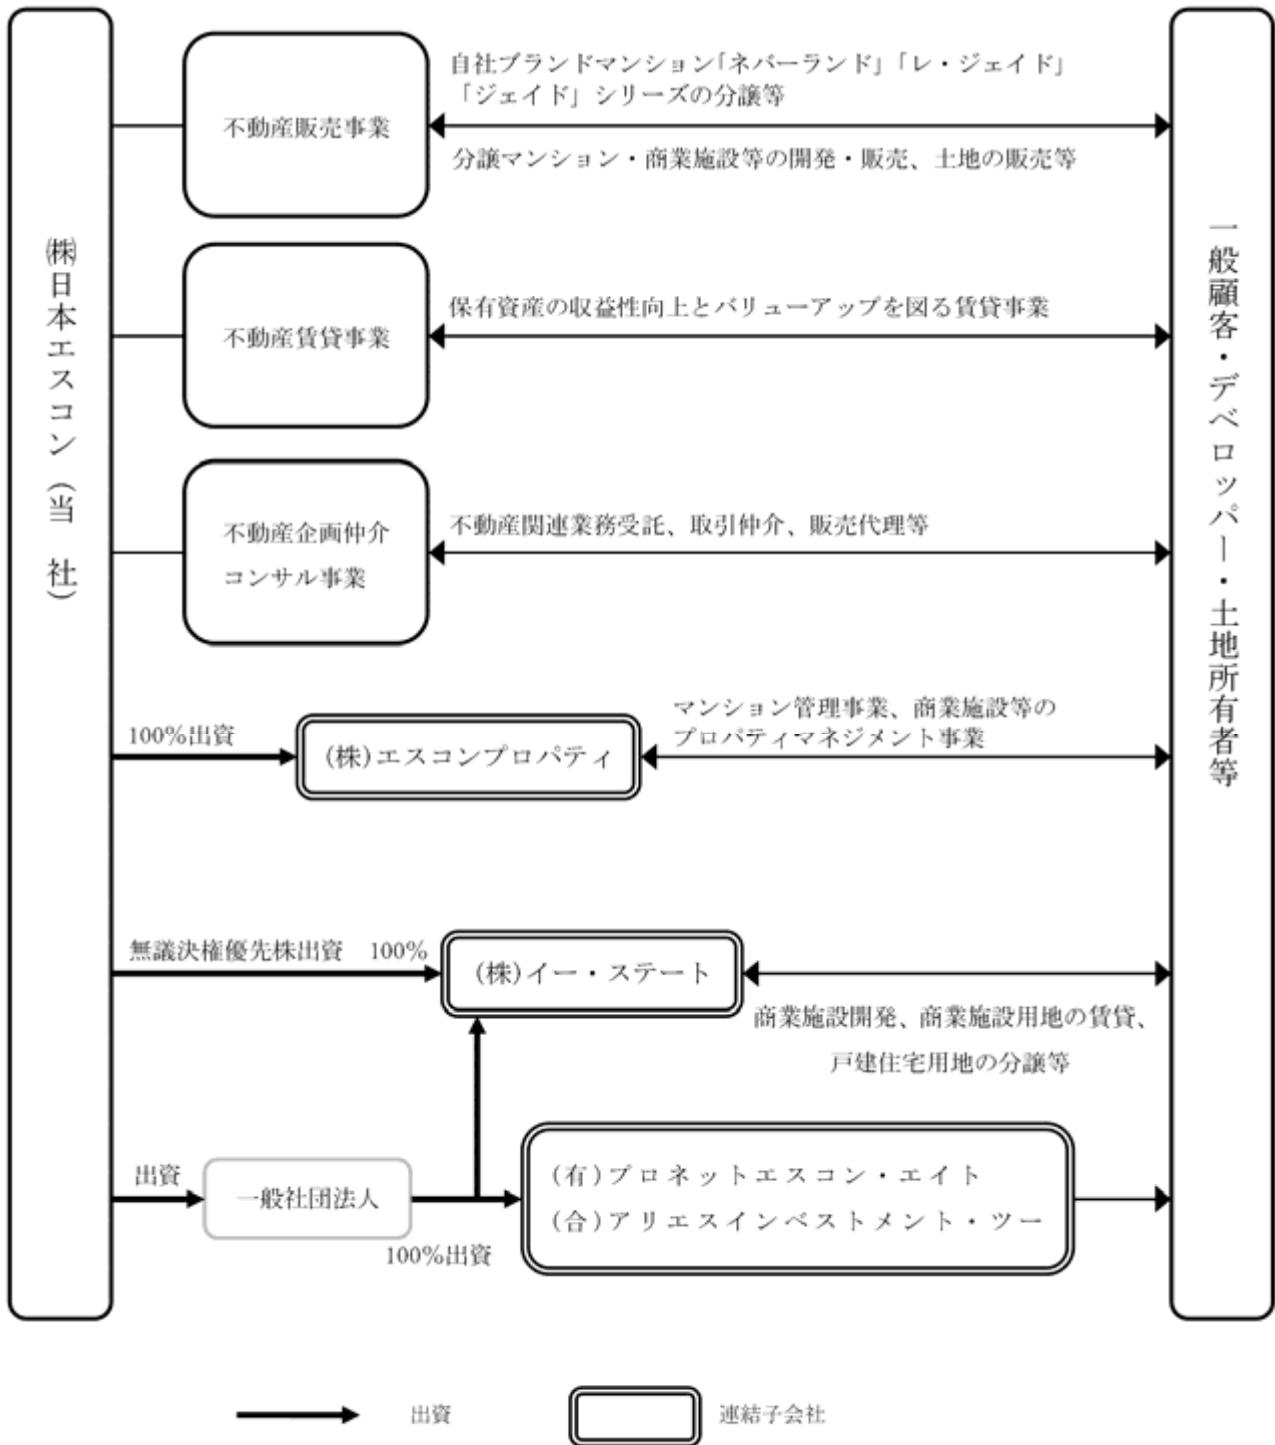 ㈱日本エスコン（当　社）
不動産販売事業
自社ブランドマンション「ネバーランド」「レ・ジェイド」
「ジェイド」シリーズの分譲等
分譲マンション・商業施設等の開発・販売、土地の販売等
不動産賃貸事業
保有資産の収益性向上とバリューアップを図る賃貸事業
不動産企画仲介
コンサル事業
不動産関連業務受託、取引仲介、販売代理等
100％出資
(株)エスコンプロパティ
マンション管理事業、商業施設等の
プロパティマネジメント事業
無議決権優先株出資　100％
(株)イー・ステート
商業施設開発、商業施設用地の賃貸、
戸建住宅用地の分譲等
出資
一般社団法人
100％出資
(有)プロネットエスコン・エイト
(合)アリエスインベストメント・ツー
一般顧客・デベロッパー・土地所有者等
出資
連結子会社